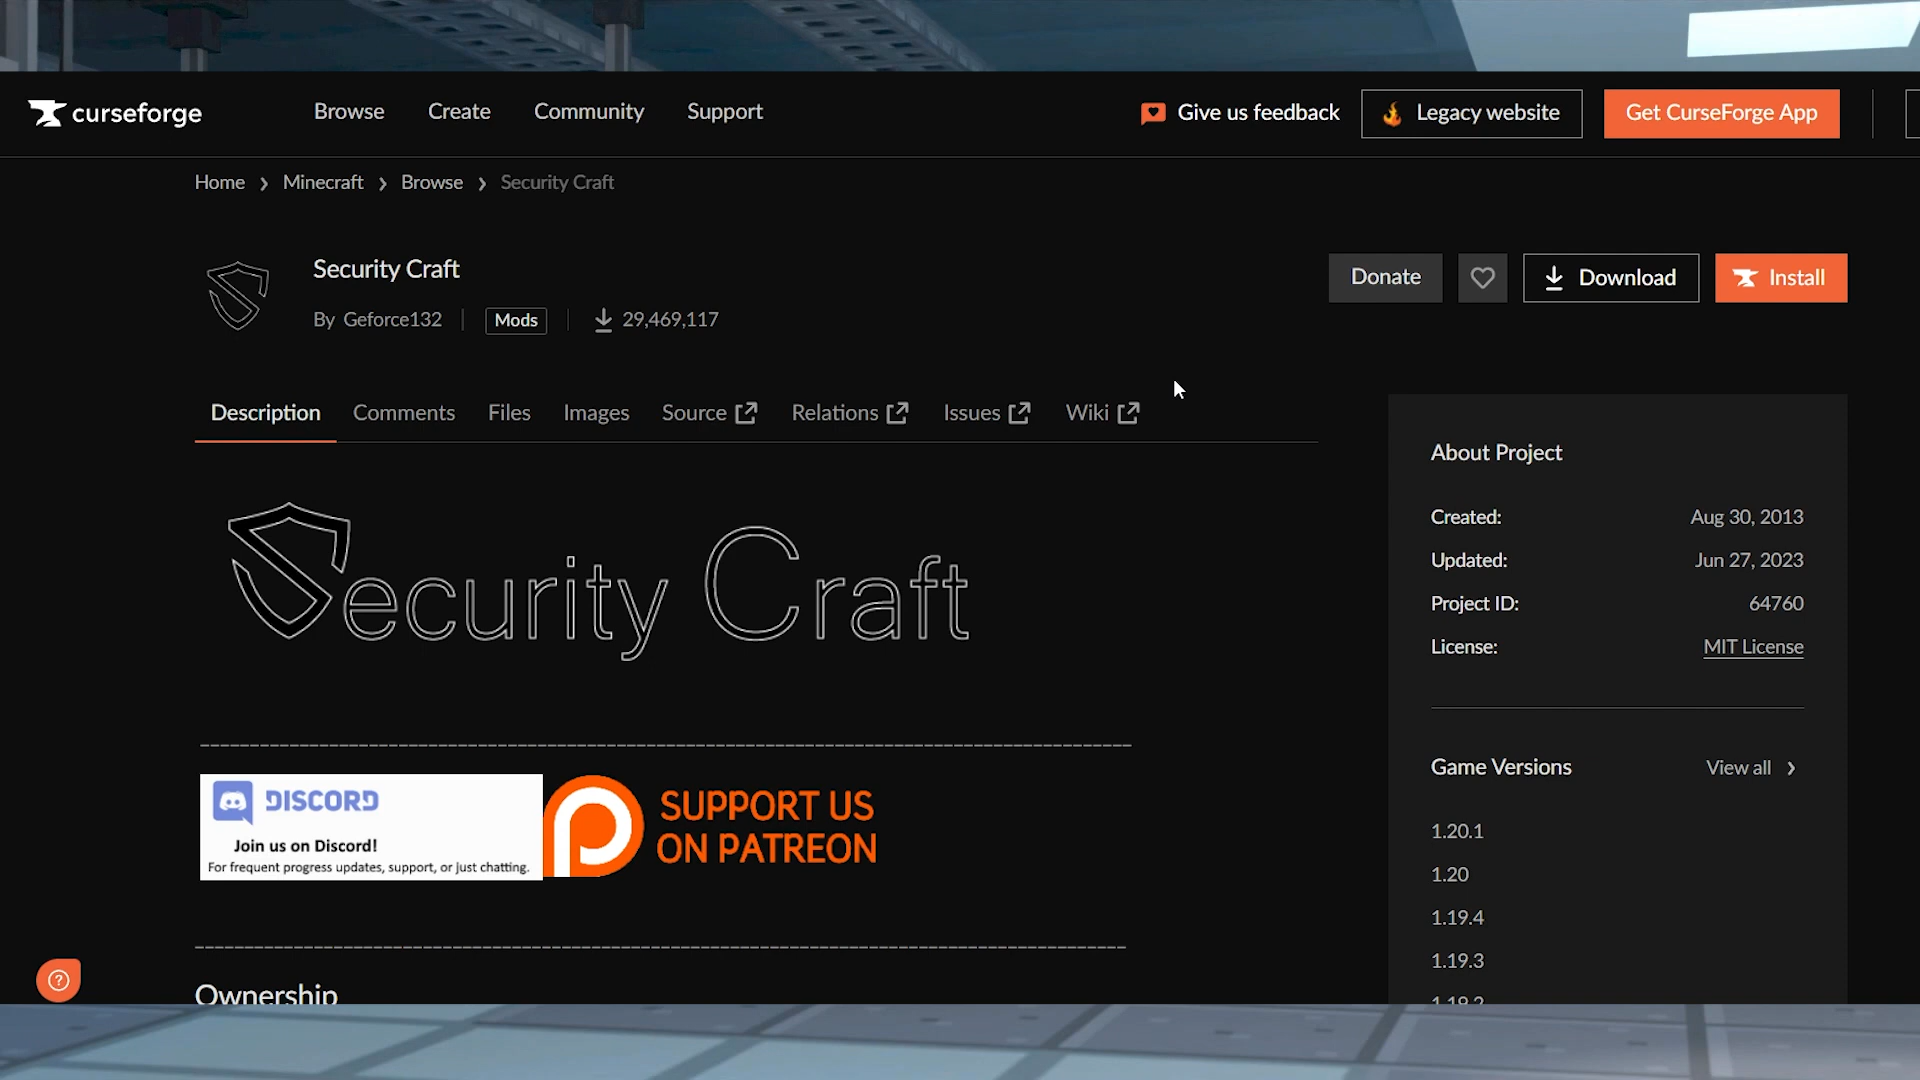 curseforge
Browse
Create
Community
Support
Give us feedback
Legacy website
Get CurseForge App
Home > Minecraft > Browse > Security Craft
Security Craft
Donate
Download
Install
By Geforce132
Mods
29,469,117
Description
Comments
Files
Images
Source
Relations
Issues
Wiki
Security Craft
DISCORD
Join us on Discord!
For frequent progress updates, support, or just chatting.
SUPPORT US
ON PATREON
Ownership
About Project
Created: Aug 30, 2013
Updated: Jun 27, 2023
Project ID: 64760
License: MIT License
Game Versions
View all >
1.20.1
1.20
1.19.4
1.19.3
1.19.2